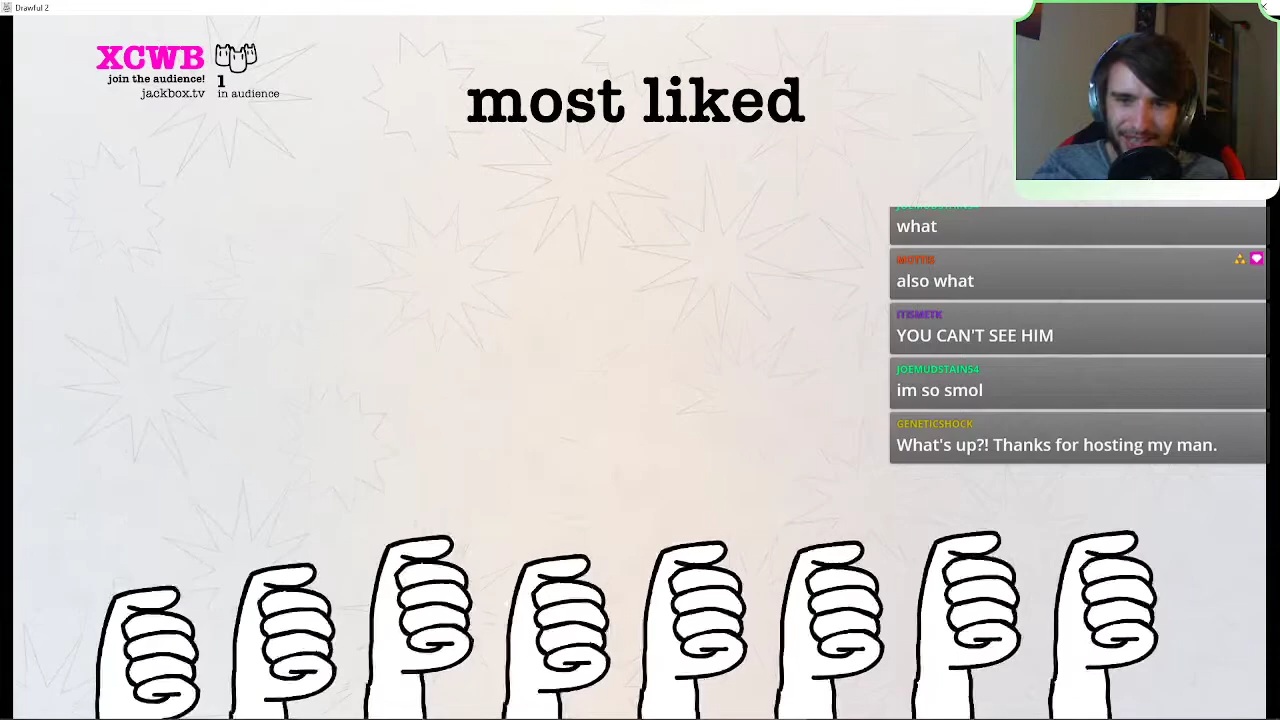 Drawful 2
XCWB
join the audience!
jackbox.tv
1
in audience
most liked
what
also what
ITISMETK
YOU CAN'T SEE HIM
JOEMUDSTAINS4
im so smol
GENETICSHOCK
What's up?! Thanks for hosting my man.